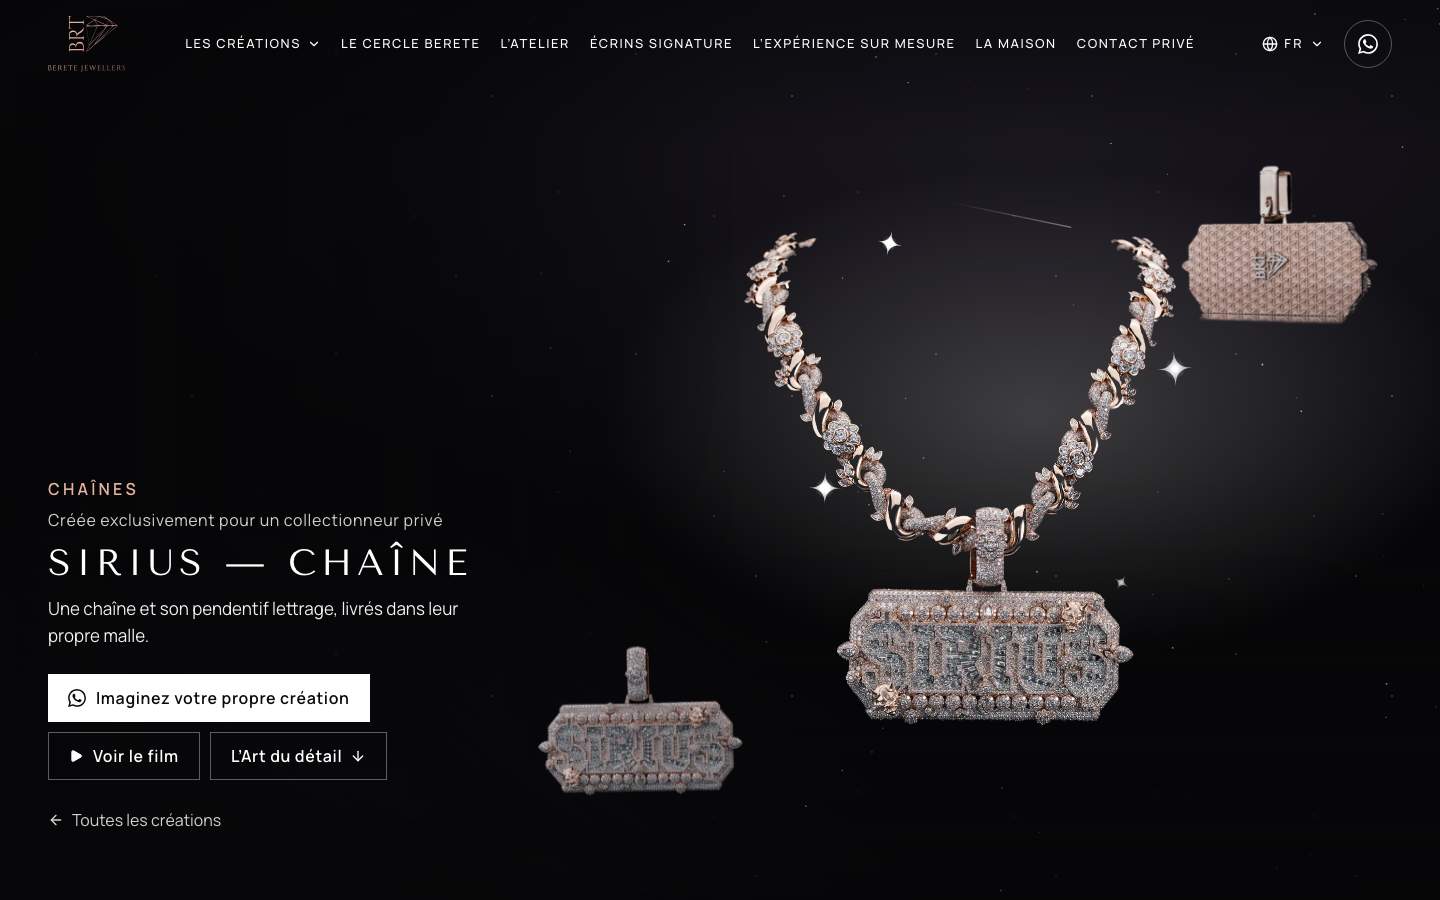 BRT
BERETE JEWELLERS
LES CRÉATIONS
LE CERCLE BERETE
L'ATELIER
ÉCRINS SIGNATURE
L'EXPÉRIENCE SUR MESURE
LA MAISON
CONTACT PRIVÉ
FR
BRT
CHAÎNES
Créée exclusivement pour un collectionneur privé
SIRIUS — CHAÎNE
Une chaîne et son pendentif lettrage, livrés dans leur
propre malle.
Imaginez votre propre création
Voir le film
L'Art du détail
Toutes les créations
SIRIUS
SIRIUS